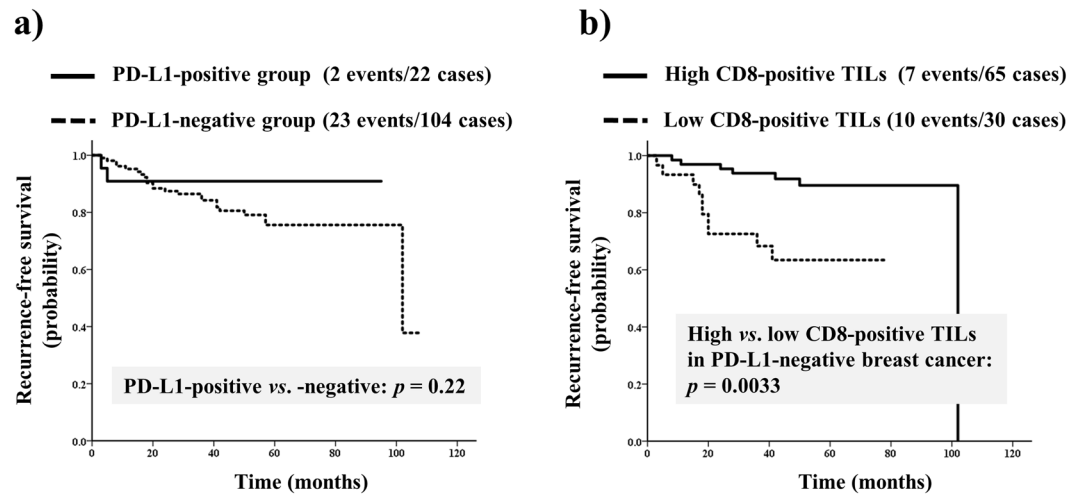 a)
PD-L1-positive group (2 events/22 cases)
PD-L1-negative group (23 events/104 cases)
Recurrence-free survival
(probability)
1.0
0.8
0.6
0.4
0.2
0.0
PD-L1-positive vs. -negative: p = 0.22
0 20 40 60 80 100 120
Time (months)
b)
High CD8-positive TILs (7 events/65 cases)
Low CD8-positive TILs (10 events/30 cases)
Recurrence-free survival
(probability)
1.0
0.8
0.6
0.4
0.2
0.0
High vs. low CD8-positive TILs
in PD-L1-negative breast cancer:
p = 0.0033
0 20 40 60 80 100 120
Time (months)